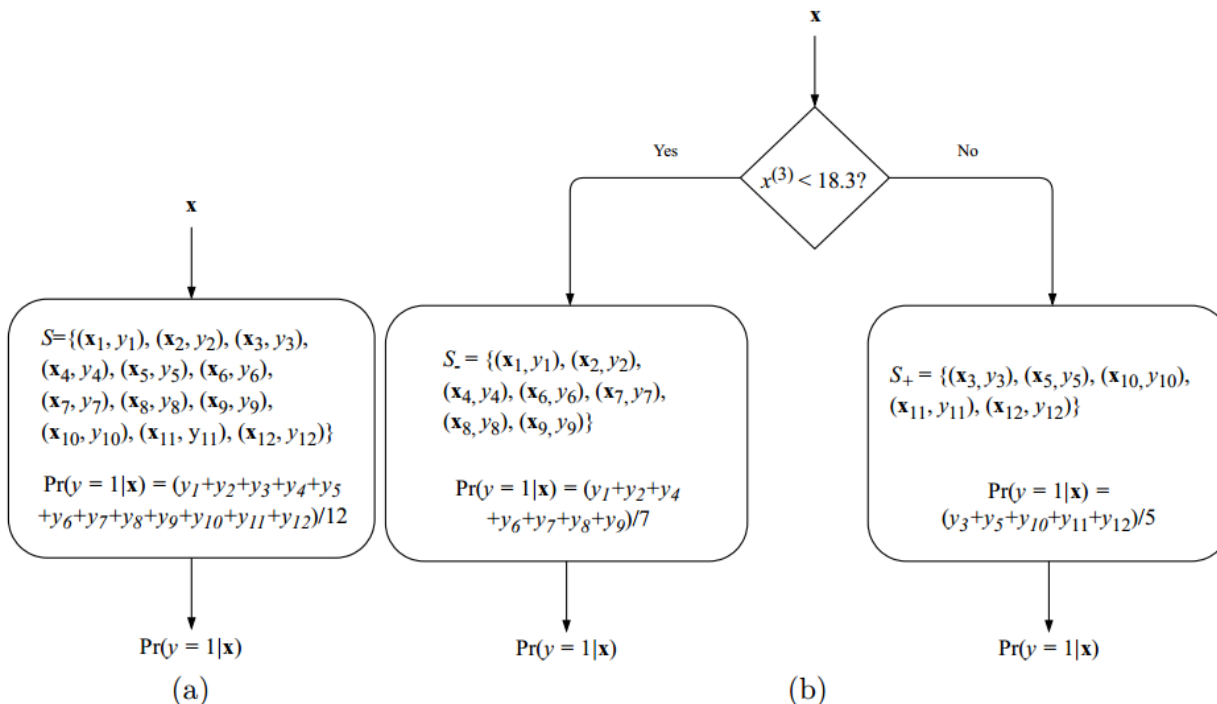 x
S={(x₁, y₁), (x₂, y₂), (x₃, y₃),
(x₄, y₄), (x₅, y₅), (x₆, y₆),
(x₇, y₇), (x₈, y₈), (x₉, y₉),
(x₁₀, y₁₀), (x₁₁, y₁₁), (x₁₂, y₁₂)}
Pr(y = 1|x) = (y₁+y₂+y₃+y₄+y₅
+y₆+y₇+y₈+y₉+y₁₀+y₁₁+y₁₂)/12
Pr(y = 1|x)
(a)
x
x⁽³⁾ < 18.3?
Yes
No
S₋ = {(x₁, y₁), (x₂, y₂),
(x₄, y₄), (x₆, y₆), (x₇, y₇),
(x₈, y₈), (x₉, y₉)}
Pr(y = 1|x) = (y₁+y₂+y₄
+y₆+y₇+y₈+y₉)/7
Pr(y = 1|x)
S₊ = {(x₃, y₃), (x₅, y₅), (x₁₀, y₁₀),
(x₁₁, y₁₁), (x₁₂, y₁₂)}
Pr(y = 1|x) =
(y₃+y₅+y₁₀+y₁₁+y₁₂)/5
Pr(y = 1|x)
(b)